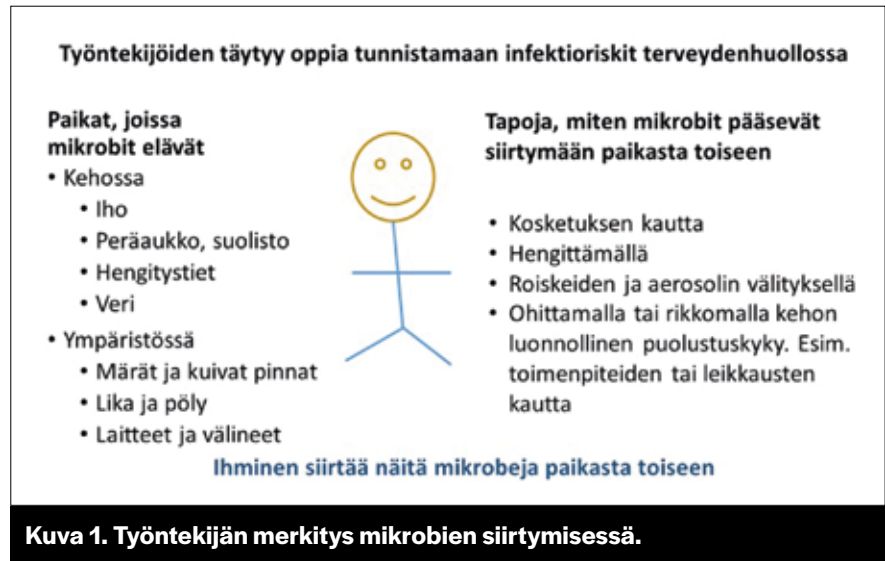 Työntekijöiden täytyy oppia tunnistamaan infektioriskit terveydenhuollossa
Paikat, joissa
mikrobit elävät
• Kehossa
• Iho
• Peräaukko, suolisto
• Hengitystiet
• Veri
• Ympäristössä
• Märät ja kuivat pinnat
• Lika ja pöly
• Laitteet ja välineet
Tapoja, miten mikrobit pääsevät
siirtymään paikasta toiseen
• Kosketuksen kautta
• Hengittämällä
• Roiskeiden ja aerosolin välityksellä
• Ohittamalla tai rikkomalla kehon
luonnollinen puolustuskyky. Esim.
toimenpiteiden tai leikkausten
kautta
Ihminen siirtää näitä mikrobeja paikasta toiseen
Kuva 1. Työntekijän merkitys mikrobien siirtymisessä.